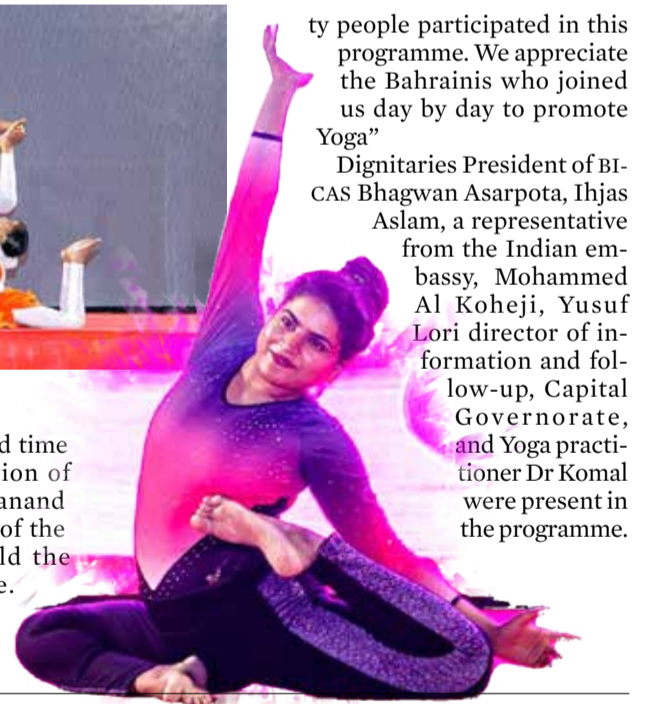 d time
ion of
anand
of the
ld the
e.
ty people participated in this
programme. We appreciate
the Bahrainis who joined
us day by day to promote
Yoga”
Dignitaries President of BI-
CAS Bhagwan Asarpota, Ihjas
Aslam, a representative
from the Indian em-
bassy, Mohammed
Al Koheji, Yusuf
Lori director of in-
formation and fol-
low-up, Capital
Governorate,
and Yoga practi-
tioner Dr Komal
were present in
the programme.